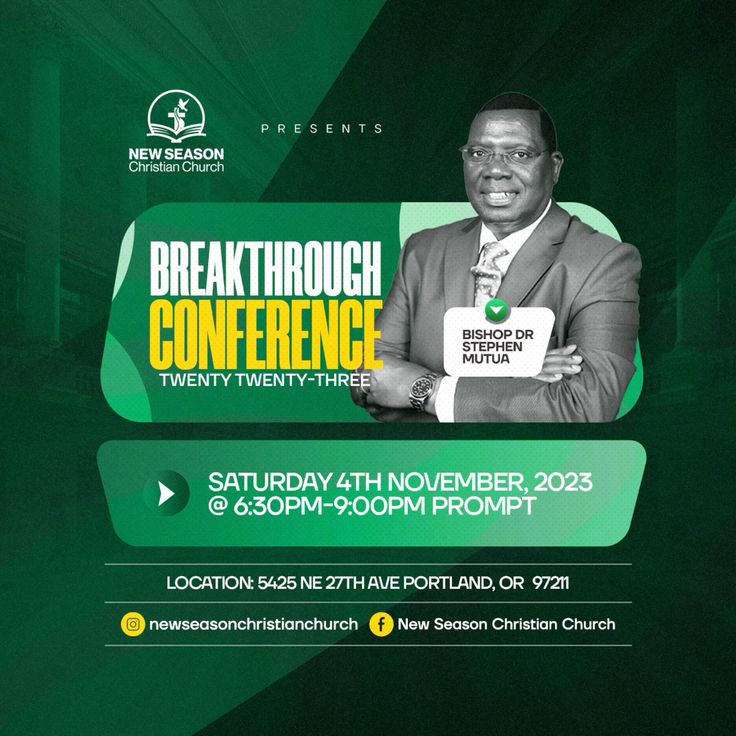 NEW SEASON
Christian Church
PRESENTS
BREAKTHROUGH
CONFERENCE
TWENTY TWENTY-THREE
BISHOP DR
STEPHEN
MUTUA
SATURDAY 4TH NOVEMBER, 2023
@ 6:30PM-9:00PM PROMPT
LOCATION: 5425 NE 27TH AVE PORTLAND, OR 97211
newseasonchristianchurch
New Season Christian Church